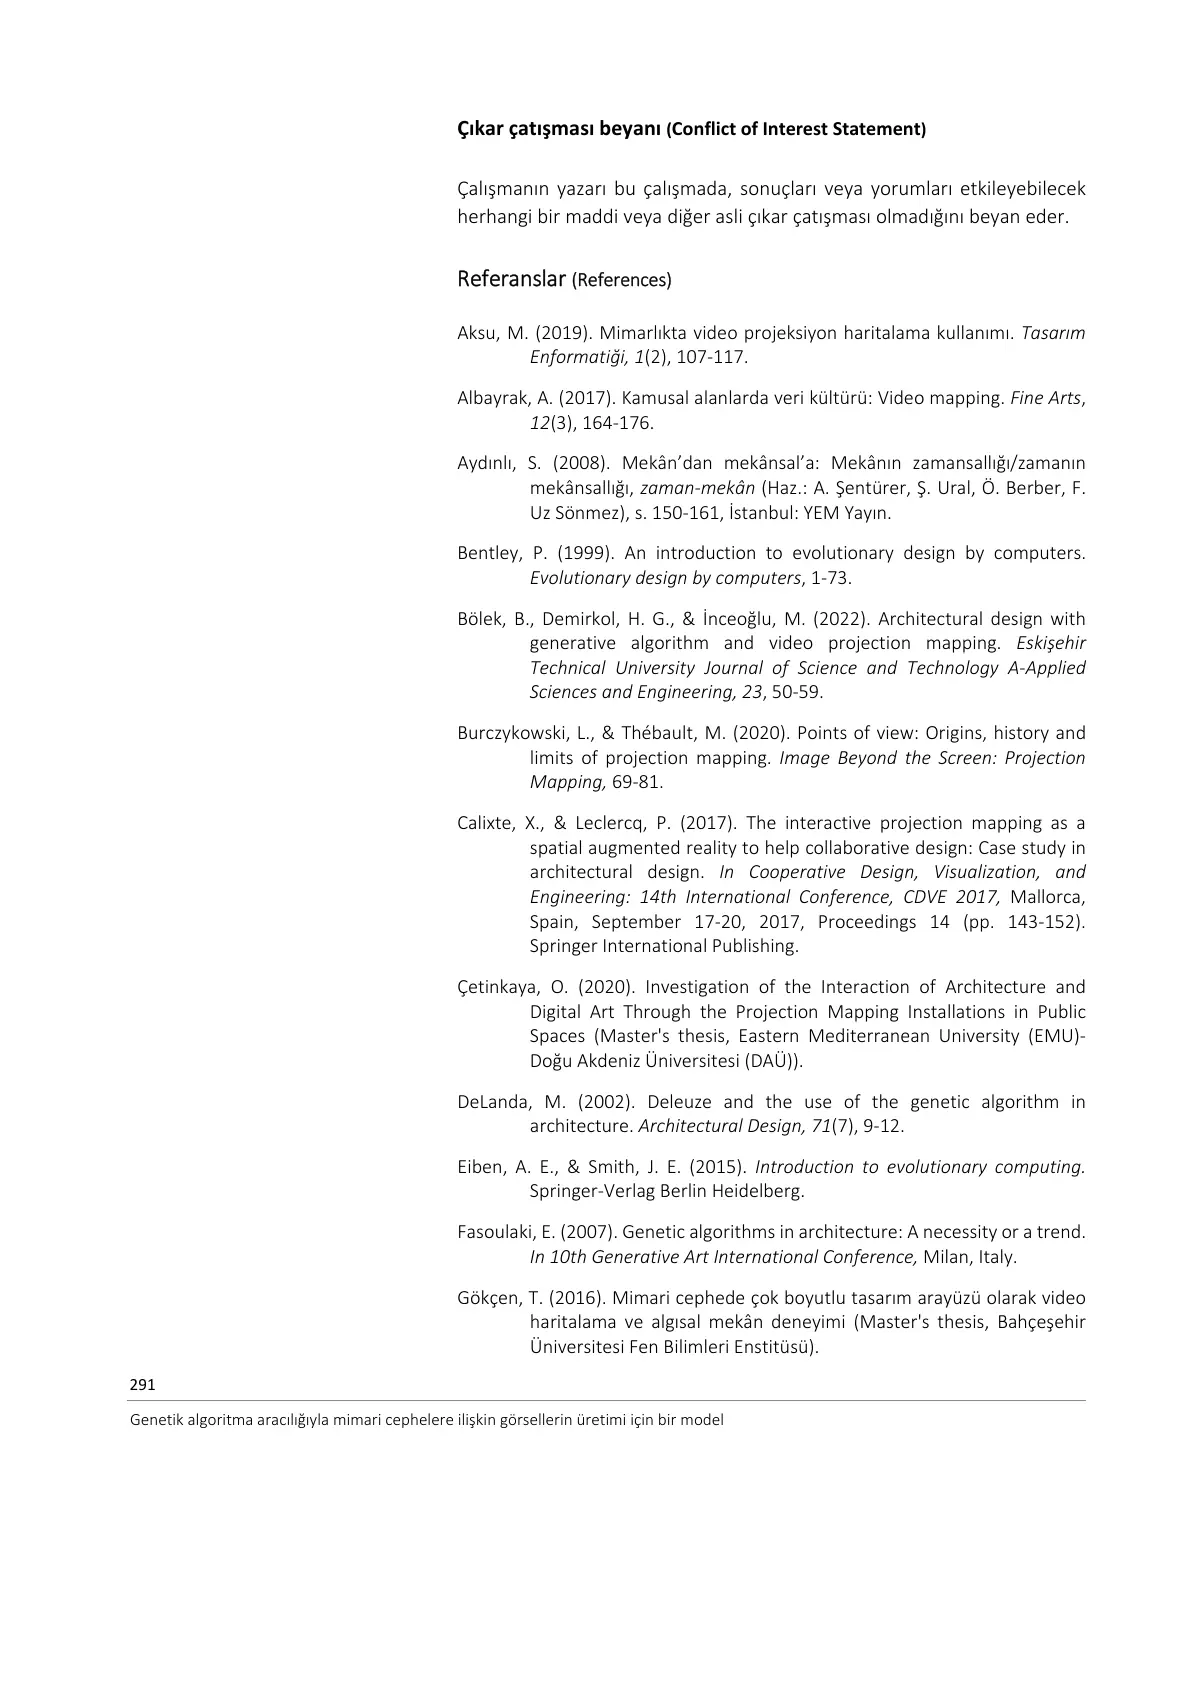 Çıkar çatışması beyanı (Conflict of Interest Statement)
Çalışmanın yazarı bu çalışmada, sonuçları veya yorumları etkileyebilecek
herhangi bir maddi veya diğer asli çıkar çatışması olmadığını beyan eder.
Referanslar (References)
Aksu, M. (2019). Mimarlıkta video projeksiyon haritalama kullanımı. Tasarım
Enformatiği, 1(2), 107-117.
Albayrak, A. (2017). Kamusal alanlarda veri kültürü: Video mapping. Fine Arts,
12(3), 164-176.
Aydınlı, S. (2008). Mekân’dan mekânsal’a: Mekânın zamansallığı/zamanın
mekânsallığı, zaman-mekân (Haz.: A. Şentürer, Ş. Ural, Ö. Berber, F.
Uz Sönmez), s. 150-161, İstanbul: YEM Yayın.
Bentley, P. (1999). An introduction to evolutionary design by computers.
Evolutionary design by computers, 1-73.
Bölek, B., Demirkol, H. G., & İnceoğlu, M. (2022). Architectural design with
generative algorithm and video projection mapping. Eskişehir
Technical University Journal of Science and Technology A-Applied
Sciences and Engineering, 23, 50-59.
Burczykowski, L., & Thébault, M. (2020). Points of view: Origins, history and
limits of projection mapping. Image Beyond the Screen: Projection
Mapping, 69-81.
Calixte, X., & Leclercq, P. (2017). The interactive projection mapping as a
spatial augmented reality to help collaborative design: Case study in
architectural design. In Cooperative Design, Visualization, and
Engineering: 14th International Conference, CDVE 2017, Mallorca,
Spain, September 17-20, 2017, Proceedings 14 (pp. 143-152).
Springer International Publishing.
Çetinkaya, O. (2020). Investigation of the Interaction of Architecture and
Digital Art Through the Projection Mapping Installations in Public
Spaces (Master's thesis, Eastern Mediterranean University (EMU)-
Doğu Akdeniz Üniversitesi (DAÜ)).
DeLanda, M. (2002). Deleuze and the use of the genetic algorithm in
architecture. Architectural Design, 71(7), 9-12.
Eiben, A. E., & Smith, J. E. (2015). Introduction to evolutionary computing.
Springer-Verlag Berlin Heidelberg.
Fasoulaki, E. (2007). Genetic algorithms in architecture: A necessity or a trend.
In 10th Generative Art International Conference, Milan, Italy.
Gökçen, T. (2016). Mimari cephede çok boyutlu tasarım arayüzü olarak video
haritalama ve algısal mekân deneyimi (Master's thesis, Bahçeşehir
Üniversitesi Fen Bilimleri Enstitüsü).
291
Genetik algoritma aracılığıyla mimari cephelere ilişkin görsellerin üretimi için bir model